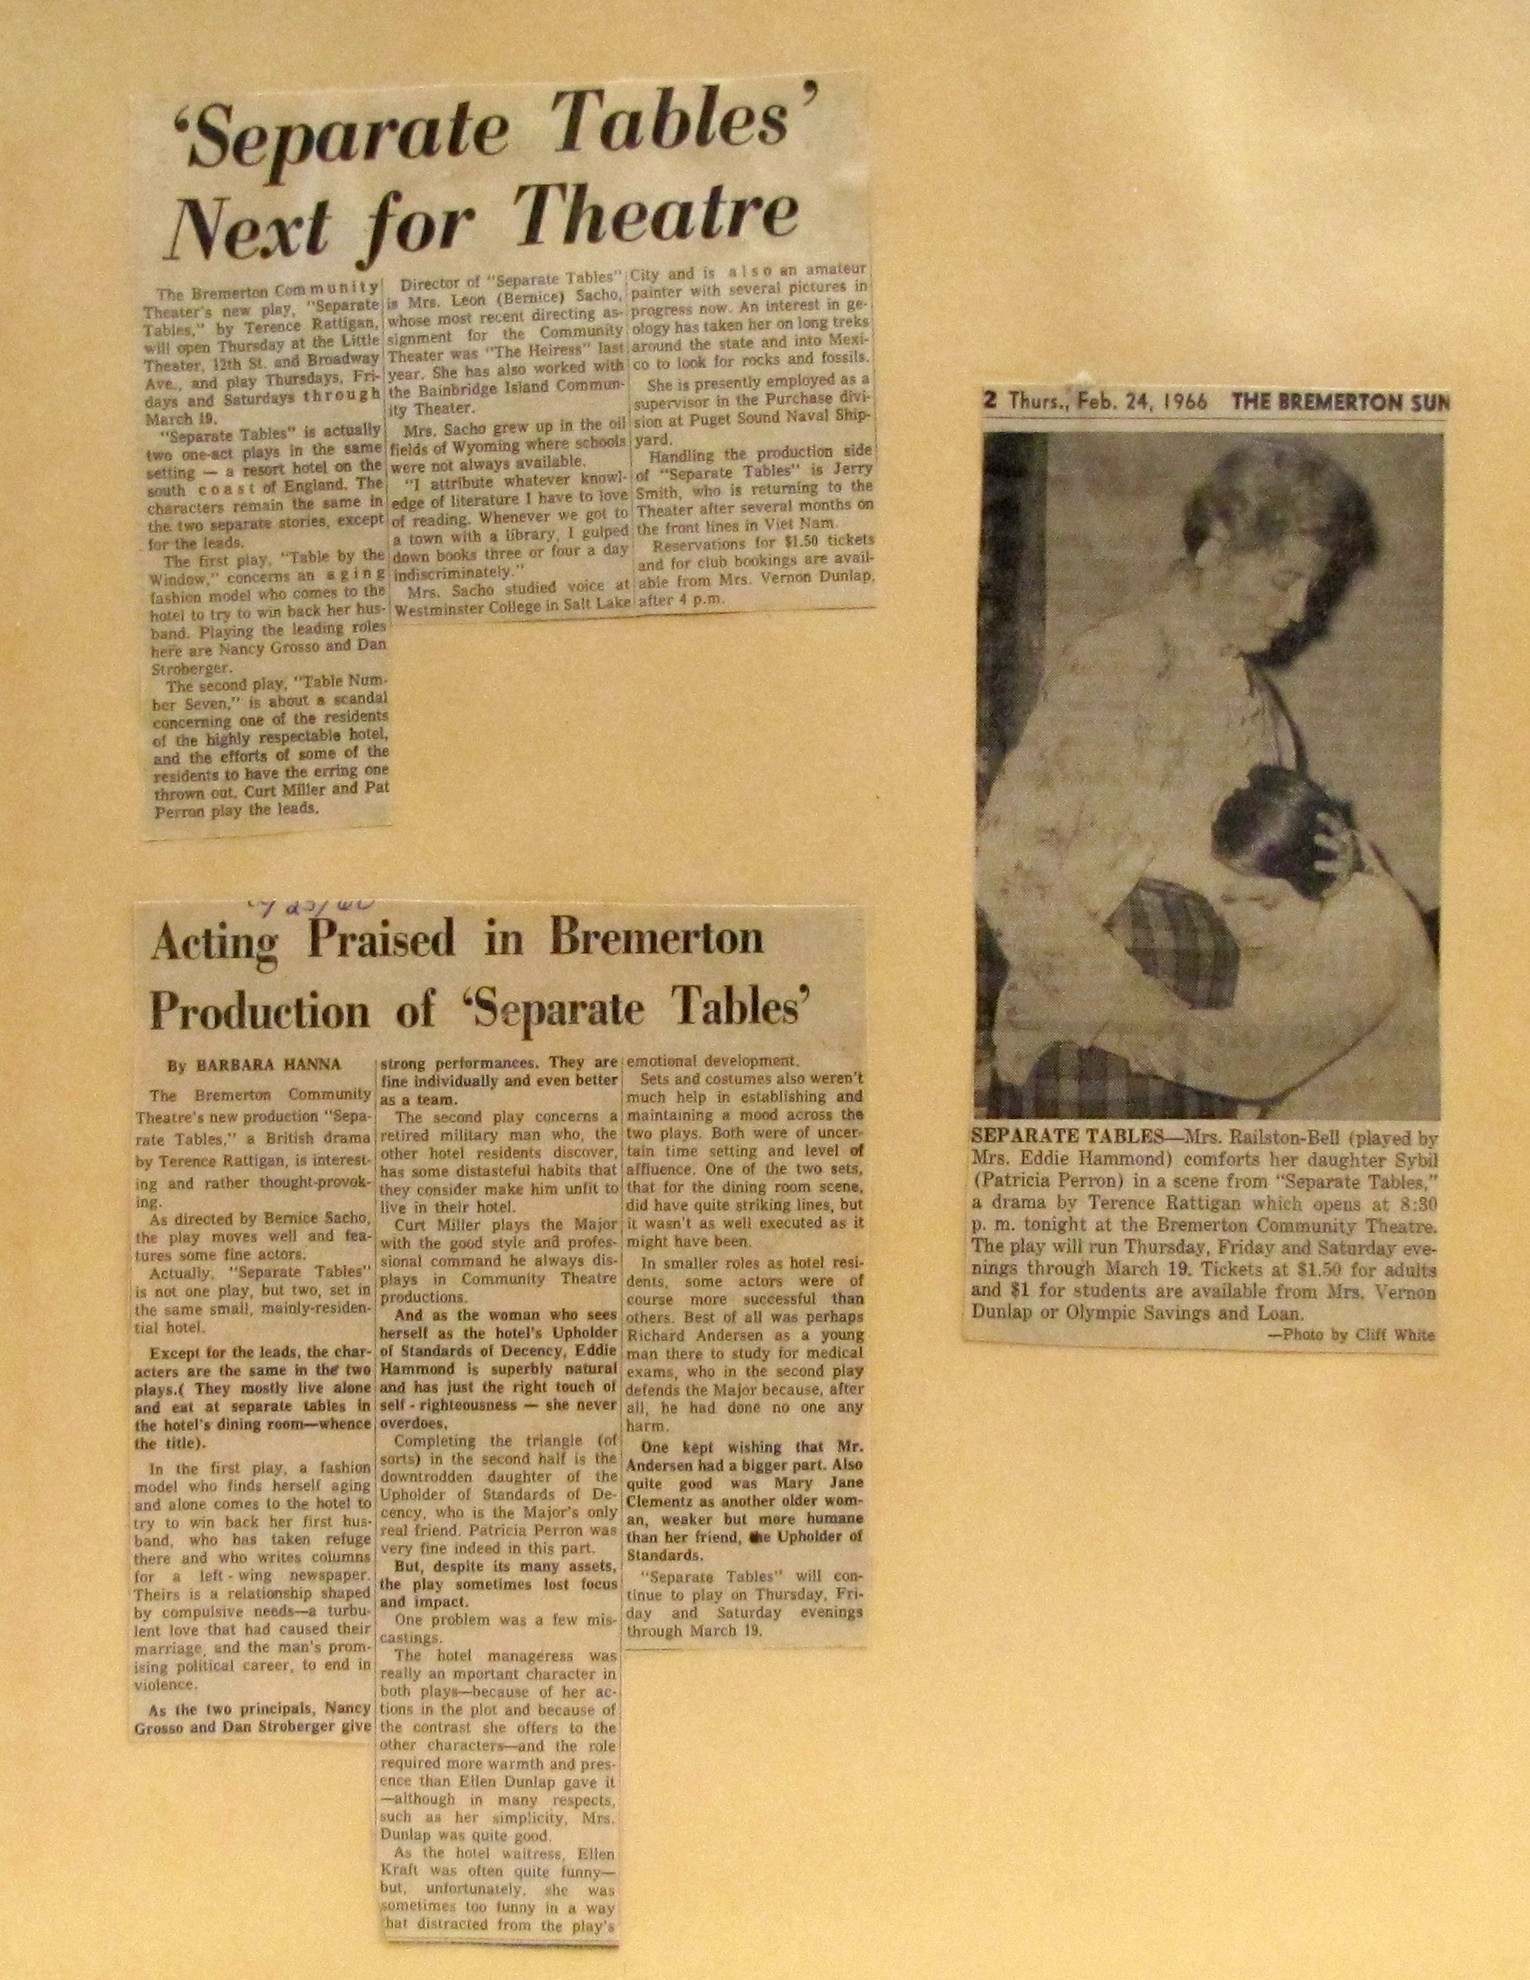 ‘Separate Tables’
Next for Theatre
The Bremerton Community
Theater's new play, "Separate
Tables," by Terence Rattigan,
will open Thursday at the Little
Theater, 12th St. and Broadway
Ave., and play Thursdays, Fri-
days and Saturdays through
March 19.
"Separate Tables" is actually
two one-act plays in the same
setting — a resort hotel on the
south coast of England. The
characters remain the same in
the two separate stories, except
for the leads.
The first play, "Table by the
Window," concerns an aging
fashion model who comes to the
hotel to try to win back her hus-
band. Playing the leading roles
here are Nancy Grosso and Dan
Stroberger.
The second play, "Table Num-
ber Seven," is about a scandal
concerning one of the residents
of the highly respectable hotel,
and the efforts of some of the
residents to have the erring one
thrown out. Curt Miller and Pat
Perron play the leads.
Director of "Separate Tables"
is Mrs. Leon (Bernice) Sacho,
whose most recent directing as-
signment for the Community
Theater was "The Heiress" last
year. She has also worked with
the Bainbridge Island Commun-
ity Theater.
Mrs. Sacho grew up in the oil
fields of Wyoming where schools
were not always available.
"I attribute whatever knowl-
edge of literature I have to love
of reading. Whenever we got to
a town with a library, I gulped
down books three or four a day
indiscriminately."
Mrs. Sacho studied voice at
Westminster College in Salt Lake
City and is also an amateur
painter with several pictures in
progress now. An interest in ge-
ology has taken her on long treks
around the state and into Mexi-
co to look for rocks and fossils.
She is presently employed as a
supervisor in the Purchase divi-
sion at Puget Sound Naval Ship-
yard.
Handling the production side
of "Separate Tables" is Jerry
Smith, who is returning to the
Theater after several months on
the front lines in Viet Nam.
Reservations for $1.50 tickets
and for club bookings are avail-
able from Mrs. Vernon Dunlap,
after 4 p.m.
Acting Praised in Bremerton
Production of ‘Separate Tables’
By BARBARA HANNA
The Bremerton Community
Theatre's new production "Sepa-
rate Tables," a British drama
by Terence Rattigan, is interest-
ing and rather thought-provok-
ing.
As directed by Bernice Sacho,
the play moves well and fea-
tures some fine actors.
Actually, "Separate Tables"
is not one play, but two, set in
the same small, mainly-residen-
tial hotel.
Except for the leads, the char-
acters are the same in the two
plays.( They mostly live alone
and eat at separate tables in
the hotel's dining room—whence
the title).
In the first play, a fashion
model who finds herself aging
and alone comes to the hotel to
try to win back her first hus-
band, who has taken refuge
there and who writes columns
for a left-wing newspaper.
Theirs is a relationship shaped
by compulsive needs—a turbu-
lent love that had caused their
marriage, and the man's prom-
ising political career, to end in
violence.
As the two principals, Nancy
Grosso and Dan Stroberger give
strong performances. They are
fine individually and even better
as a team.
The second play concerns a
retired military man who, the
other hotel residents discover,
has some distasteful habits that
they consider make him unfit to
live in their hotel.
Curt Miller plays the Major
with the good style and profes-
sional command he always dis-
plays in Community Theatre
productions.
And as the woman who sees
herself as the hotel's Upholder
of Standards of Decency, Eddie
Hammond is superbly natural
and has just the right touch of
self - righteousness — she never
overdoes.
Completing the triangle (of
sorts) in the second half is the
downtrodden daughter of the
Upholder of Standards of De-
cency, who is the Major's only
real friend. Patricia Perron was
very fine indeed in this part.
But, despite its many assets,
the play sometimes lost focus
and impact.
One problem was a few mis-
castings.
The hotel manageress was
really an mportant character in
both plays—because of her ac-
tions in the plot and because of
the contrast she offers to the
other characters—and the role
required more warmth and pres-
ence than Ellen Dunlap gave it
—although in many respects,
such as her simplicity, Mrs.
Dunlap was quite good.
As the hotel waitress, Ellen
Kraft was often quite funny—
but, unfortunately, she was
sometimes too funny in a way
hat distracted from the play's
emotional development.
Sets and costumes also weren't
much help in establishing and
maintaining a mood across the
two plays. Both were of uncer-
tain time setting and level of
affluence. One of the two sets,
that for the dining room scene,
did have quite striking lines, but
it wasn't as well executed as it
might have been.
In smaller roles as hotel resi-
dents, some actors were of
course more successful than
others. Best of all was perhaps
Richard Andersen as a young
man there to study for medical
exams, who in the second play
defends the Major because, after
all, he had done no one any
harm.
One kept wishing that Mr.
Andersen had a bigger part. Also
quite good was Mary Jane
Clementz as another older wom-
an, weaker but more humane
than her friend, the Upholder of
Standards.
"Separate Tables" will con-
tinue to play on Thursday, Fri-
day and Saturday evenings
through March 19.
2 Thurs., Feb. 24, 1966 THE BREMERTON SUN
SEPARATE TABLES—Mrs. Railston-Bell (played by
Mrs. Eddie Hammond) comforts her daughter Sybil
(Patricia Perron) in a scene from "Separate Tables,"
a drama by Terence Rattigan which opens at 8:30
p. m. tonight at the Bremerton Community Theatre.
The play will run Thursday, Friday and Saturday eve-
nings through March 19. Tickets at $1.50 for adults
and $1 for students are available from Mrs. Vernon
Dunlap or Olympic Savings and Loan.
—Photo by Cliff White